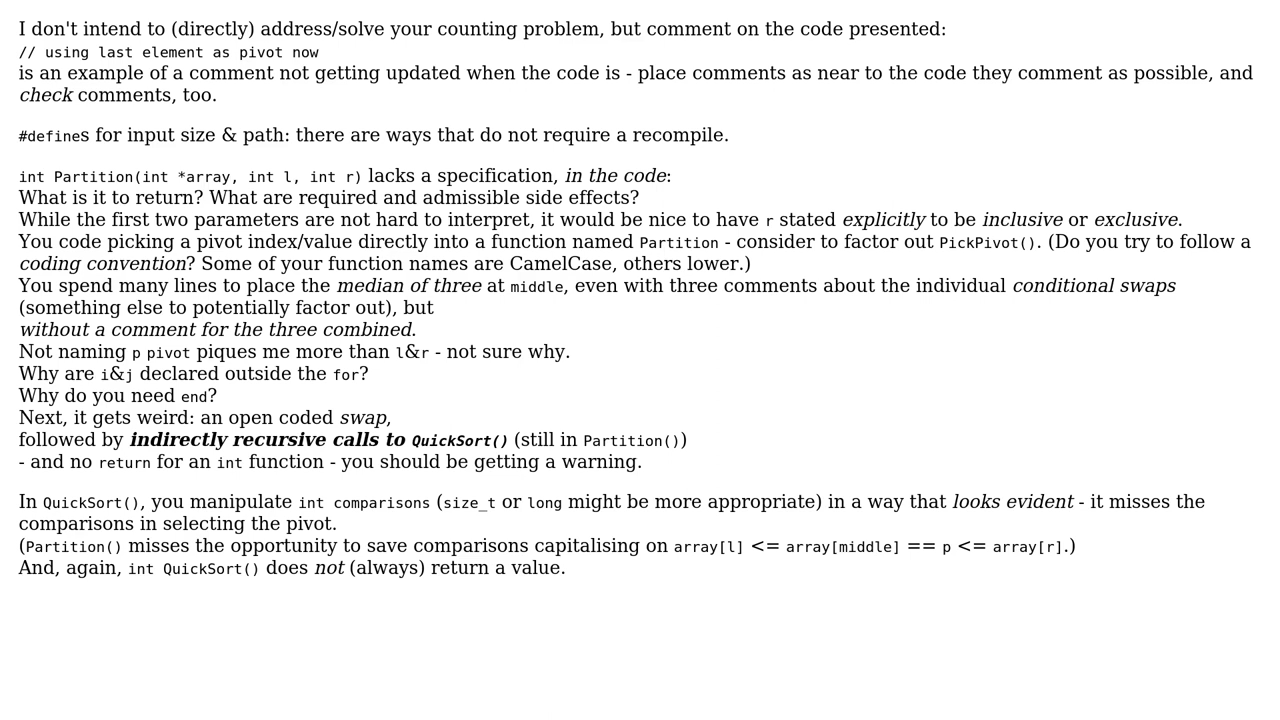 I don't intend to (directly) address/solve your counting problem, but comment on the code presented:
// using last element as pivot now
is an example of a comment not getting updated when the code is - place comments as near to the code they comment as possible, and
check comments, too.
#defines for input size & path: there are ways that do not require a recompile.
int Partition(int *array, int l, int r) lacks a specification, in the code:
What is it to return? What are required and admissible side effects?
While the first two parameters are not hard to interpret, it would be nice to have r stated explicitly to be inclusive or exclusive.
You code picking a pivot index/value directly into a function named Partition - consider to factor out PickPivot(). (Do you try to follow a
coding convention? Some of your function names are CamelCase, others lower.)
You spend many lines to place the median of three at middle, even with three comments about the individual conditional swaps
(something else to potentially factor out), but
without a comment for the three combined.
Not naming p pivot piques me more than l&r - not sure why.
Why are i&j declared outside the for?
Why do you need end?
Next, it gets weird: an open coded swap,
followed by indirectly recursive calls to QuickSort() (still in Partition())
- and no return for an int function - you should be getting a warning.
In QuickSort(), you manipulate int comparisons (size_t or long might be more appropriate) in a way that looks evident - it misses the
comparisons in selecting the pivot.
(Partition() misses the opportunity to save comparisons capitalising on array[l] <= array[middle] == p <= array[r].)
And, again, int QuickSort() does not (always) return a value.